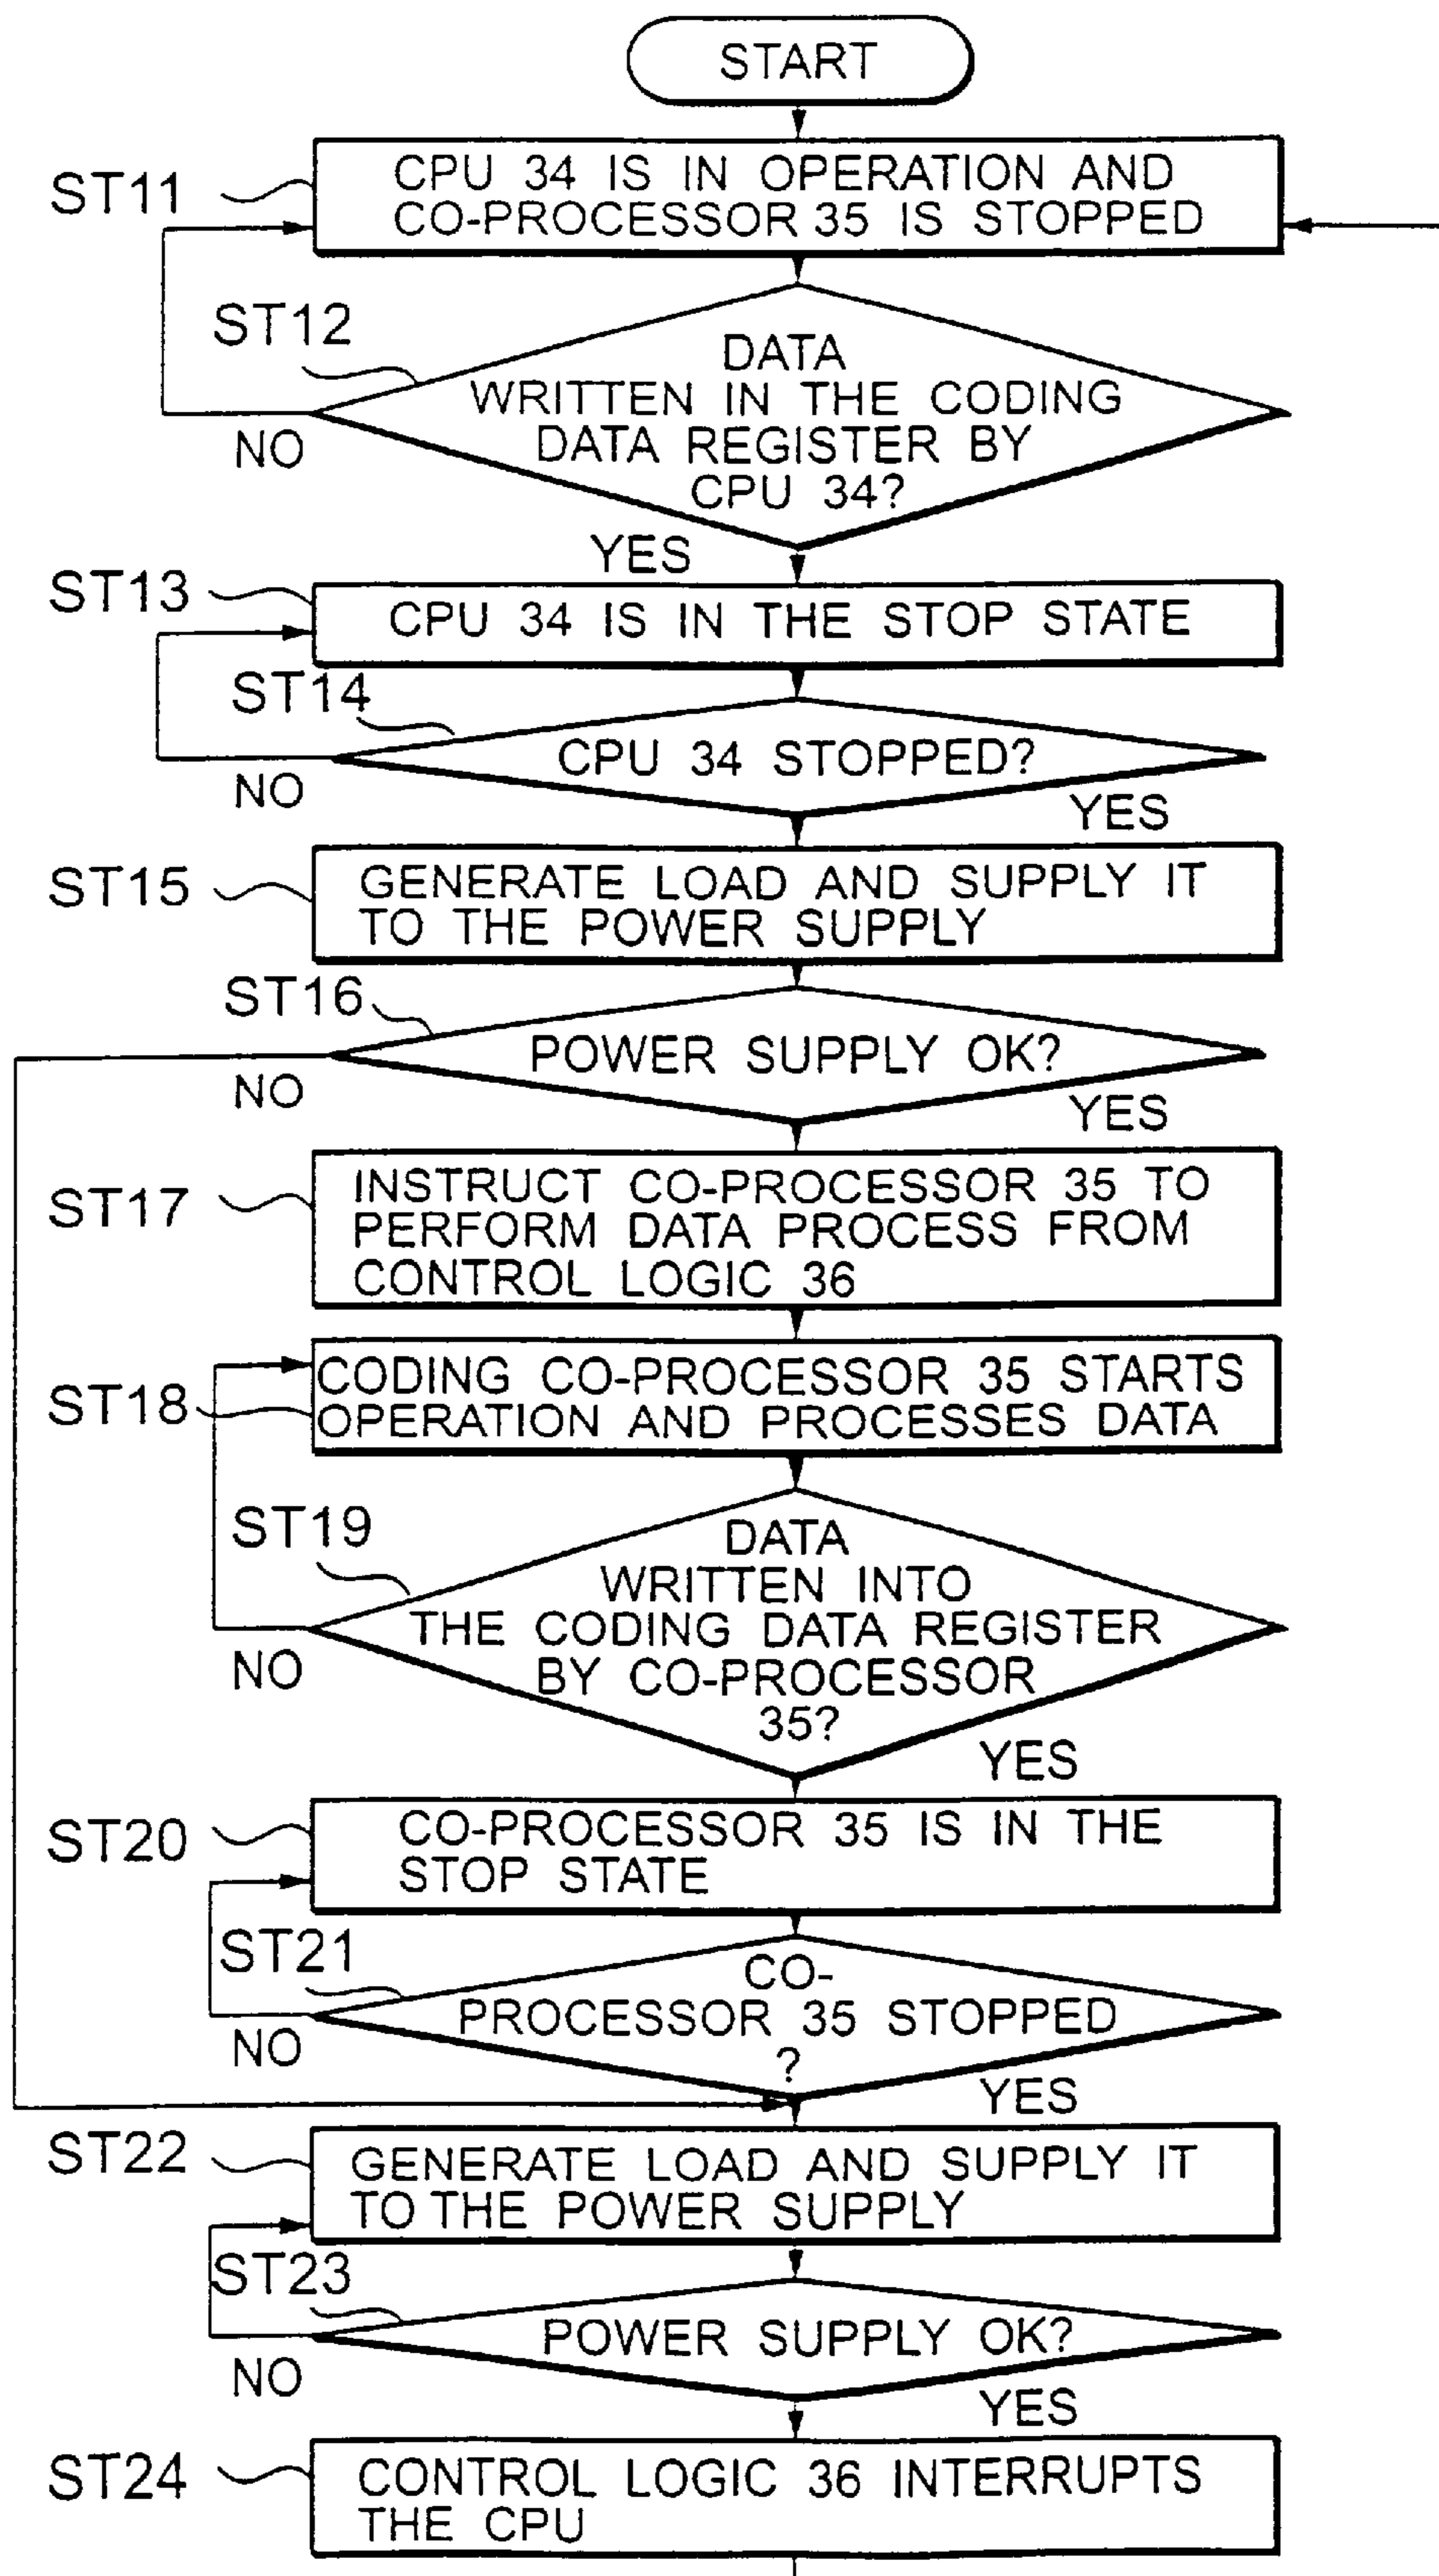 START
ST11
CPU 34 IS IN OPERATION AND
CO-PROCESSOR 35 IS STOPPED
ST12
DATA
WRITTEN IN THE CODING
DATA REGISTER BY
CPU 34?
NO
YES
ST13
CPU 34 IS IN THE STOP STATE
ST14
CPU 34 STOPPED?
NO
YES
ST15
GENERATE LOAD AND SUPPLY IT
TO THE POWER SUPPLY
ST16
POWER SUPPLY OK?
NO
YES
ST17
INSTRUCT CO-PROCESSOR 35 TO
PERFORM DATA PROCESS FROM
CONTROL LOGIC 36
ST18
CODING CO-PROCESSOR 35 STARTS
OPERATION AND PROCESSES DATA
ST19
DATA
WRITTEN INTO
THE CODING DATA REGISTER
BY CO-PROCESSOR
35?
NO
YES
ST20
CO-PROCESSOR 35 IS IN THE
STOP STATE
ST21
CO-
PROCESSOR 35 STOPPED
?
NO
YES
ST22
GENERATE LOAD AND SUPPLY IT
TO THE POWER SUPPLY
ST23
POWER SUPPLY OK?
NO
YES
ST24
CONTROL LOGIC 36 INTERRUPTS
THE CPU